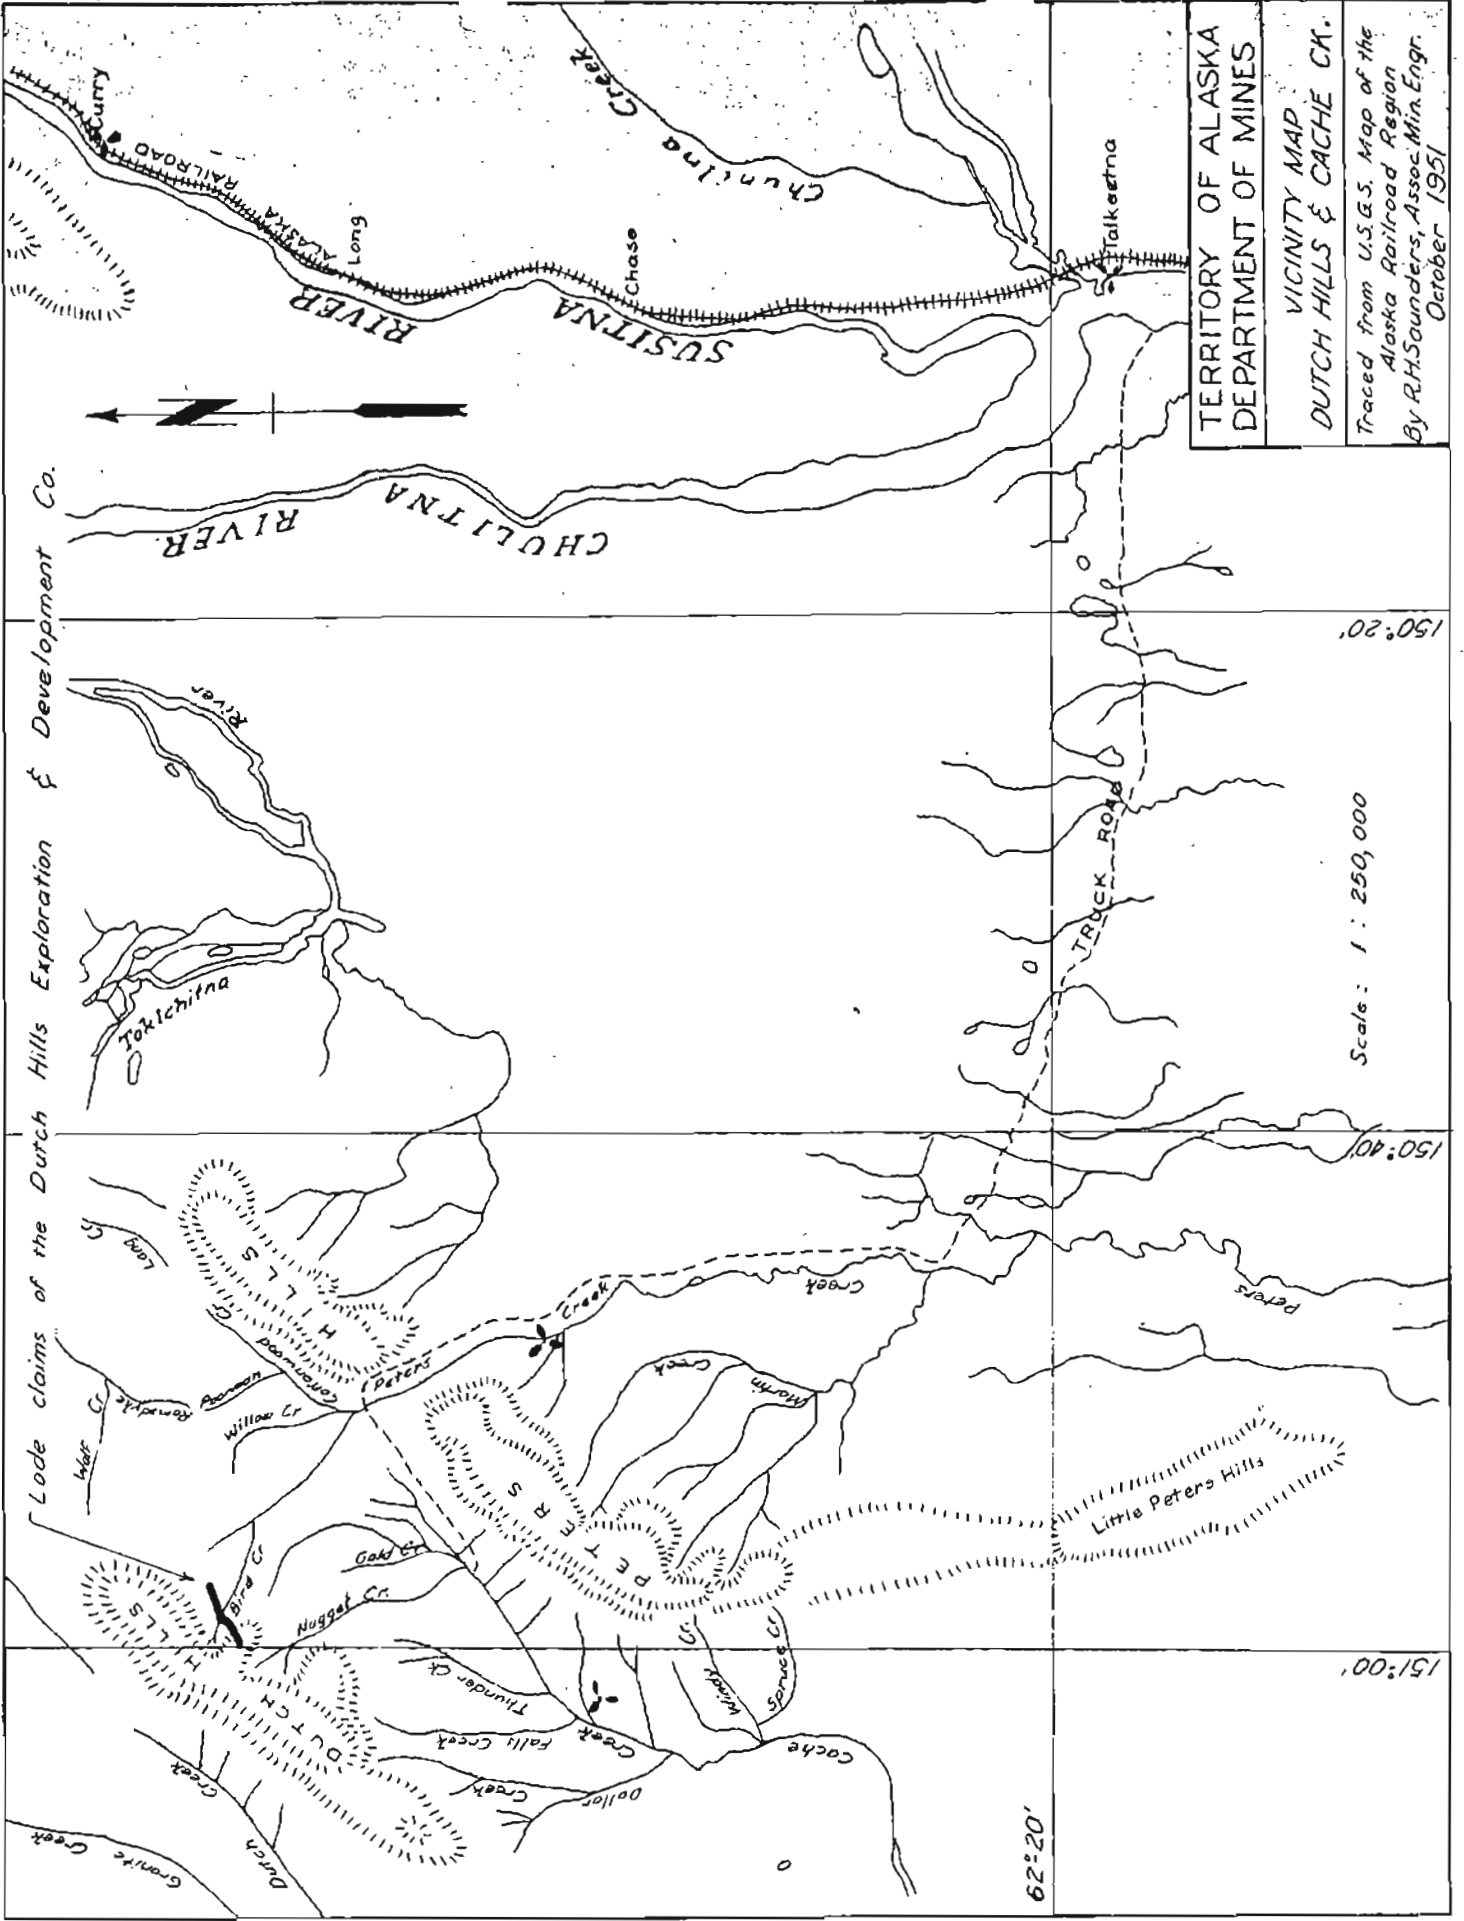 Lode claims of the Dutch Hills Exploration & Development Co.
TERRITORY OF ALASKA
DEPARTMENT OF MINES
VICINITY MAP
DUTCH HILLS & CACHE CK.
Traced from U.S.G.S. Map of the
Alaska Railroad Region
By R.H.Saunders, Assoc. Min. Engr.
October 1951
Scale: 1 : 250,000
N
Curry
ALASKA RAILROAD
Long
Chase
SUSITNA RIVER
Chunilna Creek
Talkeetna
CHULITNA RIVER
150°20'
150°40'
151°00'
62°20'
Tokichitna River
TRUCK ROAD
Long Cr
HILLS
Cottonwood Cr
Poorman
Ramsdyke
Wolf Cr
Willow Cr
Peters Creek
Creek
Peters
PETERS
Martin Creek
Little Peters Hills
Bird Cr
Gold Cr
Nugget Cr.
DUTCH HILLS
Thunder Ck
Falls Creek
Dollar Creek
Cache Creek
Windy Cr
Spruce Cr
Dutch Creek
Granite Creek